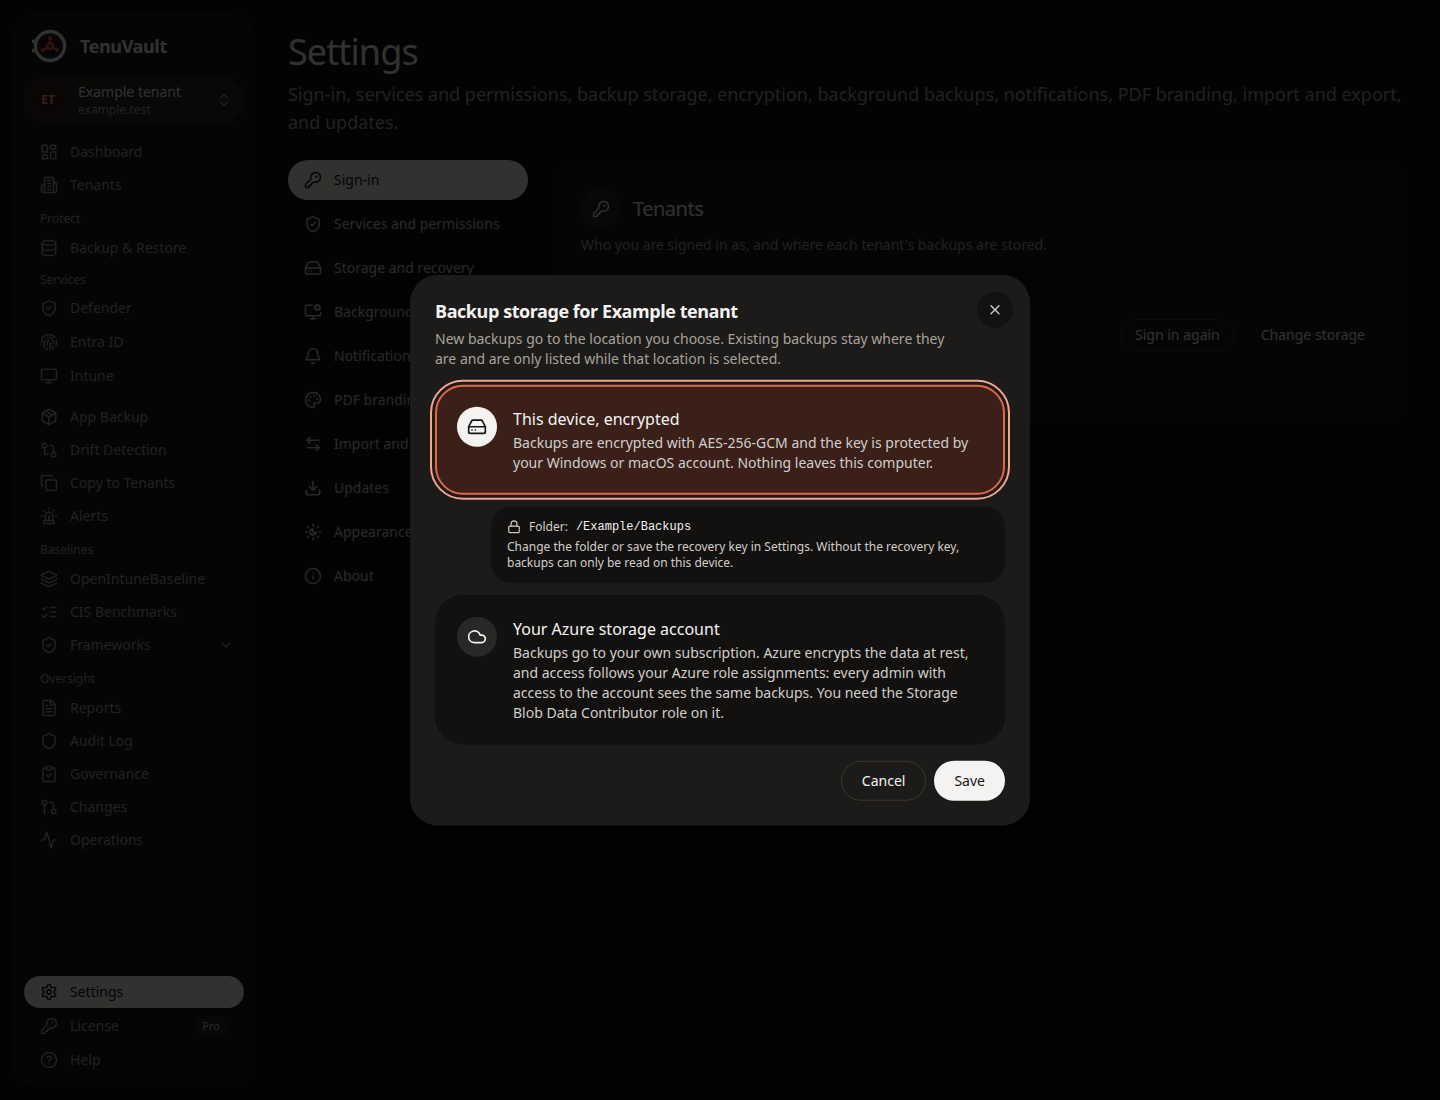 TenuVault
ET
Example tenant
example.test
Dashboard
Tenants
Protect
Backup & Restore
Services
Defender
Entra ID
Intune
App Backup
Drift Detection
Copy to Tenants
Alerts
Baselines
OpenIntuneBaseline
CIS Benchmarks
Frameworks
Oversight
Reports
Audit Log
Governance
Changes
Operations
Settings
License
Pro
Help
Settings
Sign-in, services and permissions, backup storage, encryption, background backups, notifications, PDF branding, import and export,
and updates.
Sign-in
Services and permissions
Storage and recovery
Background
Notification
PDF brandin
Import and
Updates
Appearance
About
Tenants
Who you are signed in as, and where each tenant's backups are stored.
Sign in again
Change storage
Backup storage for Example tenant
New backups go to the location you choose. Existing backups stay where they
are and are only listed while that location is selected.
This device, encrypted
Backups are encrypted with AES-256-GCM and the key is protected by
your Windows or macOS account. Nothing leaves this computer.
Folder: /Example/Backups
Change the folder or save the recovery key in Settings. Without the recovery key,
backups can only be read on this device.
Your Azure storage account
Backups go to your own subscription. Azure encrypts the data at rest,
and access follows your Azure role assignments: every admin with
access to the account sees the same backups. You need the Storage
Blob Data Contributor role on it.
Cancel
Save